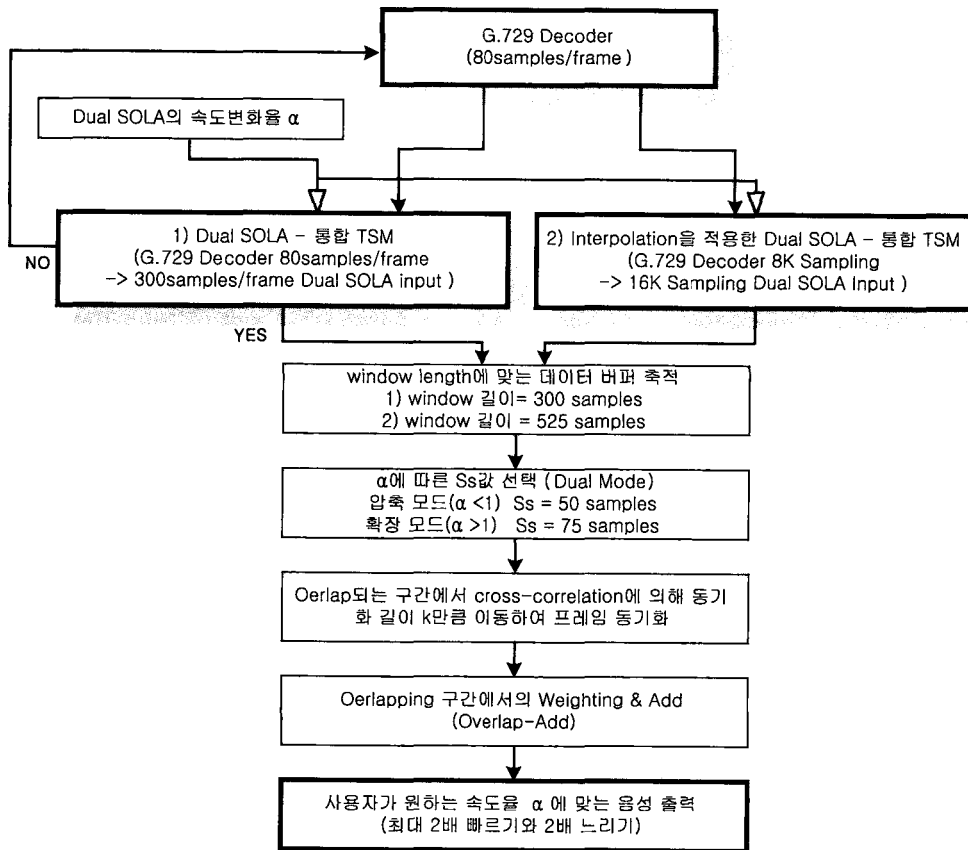 G.729 Decoder
(80samples/frame)
Dual SOLA의 속도변화율 α
1) Dual SOLA - 통합 TSM
(G.729 Decoder 80samples/frame
-> 300samples/frame Dual SOLA input)
2) Interpolation을 적용한 Dual SOLA - 통합 TSM
(G.729 Decoder 8K Sampling
-> 16K Sampling Dual SOLA Input )
NO
YES
window length에 맞는 데이터 버퍼 축적
1) window 길이= 300 samples
2) window 길이 = 525 samples
α에 따른 Ss값 선택 (Dual Mode)
압축 모드(α <1) Ss = 50 samples
확장 모드(α >1) Ss = 75 samples
Oerlap되는 구간에서 cross-correlation에 의해 동기
화 길이 k만큼 이동하여 프레임 동기화
Oerlapping 구간에서의 Weighting & Add
(Overlap-Add)
사용자가 원하는 속도율 α 에 맞는 음성 출력
(최대 2배 빠르기와 2배 느리기)